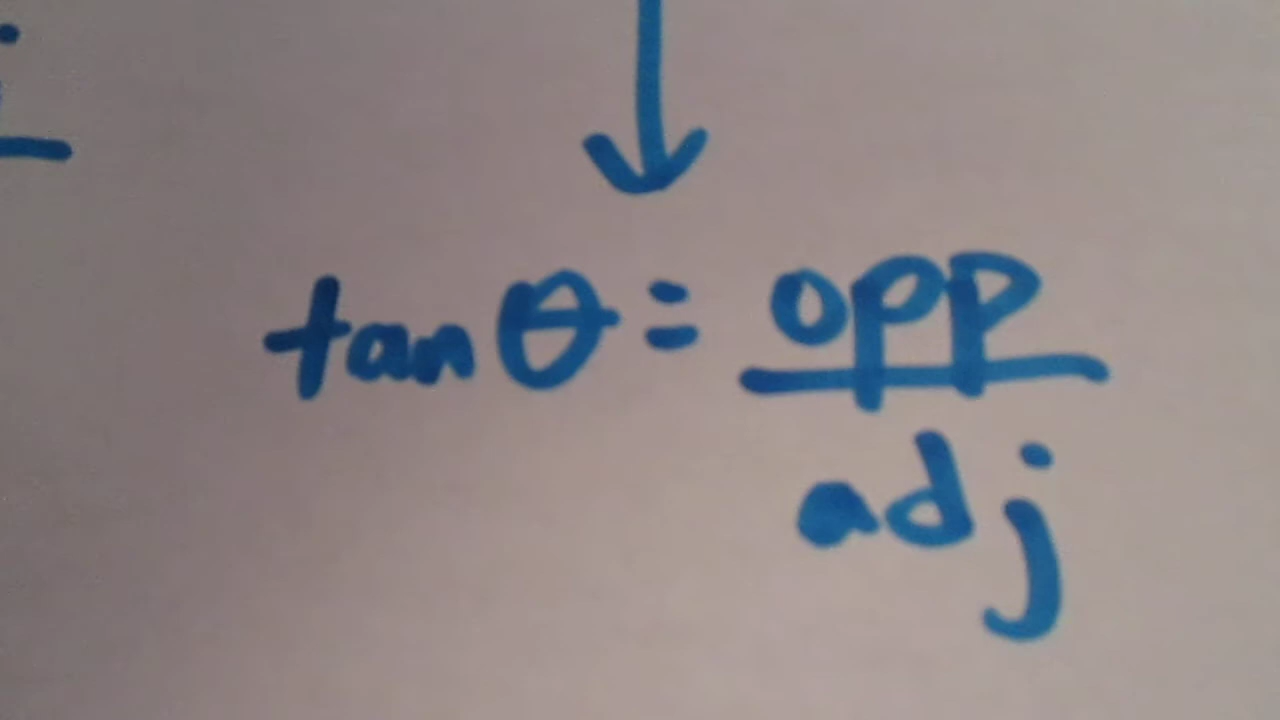 tan θ = opp
adj